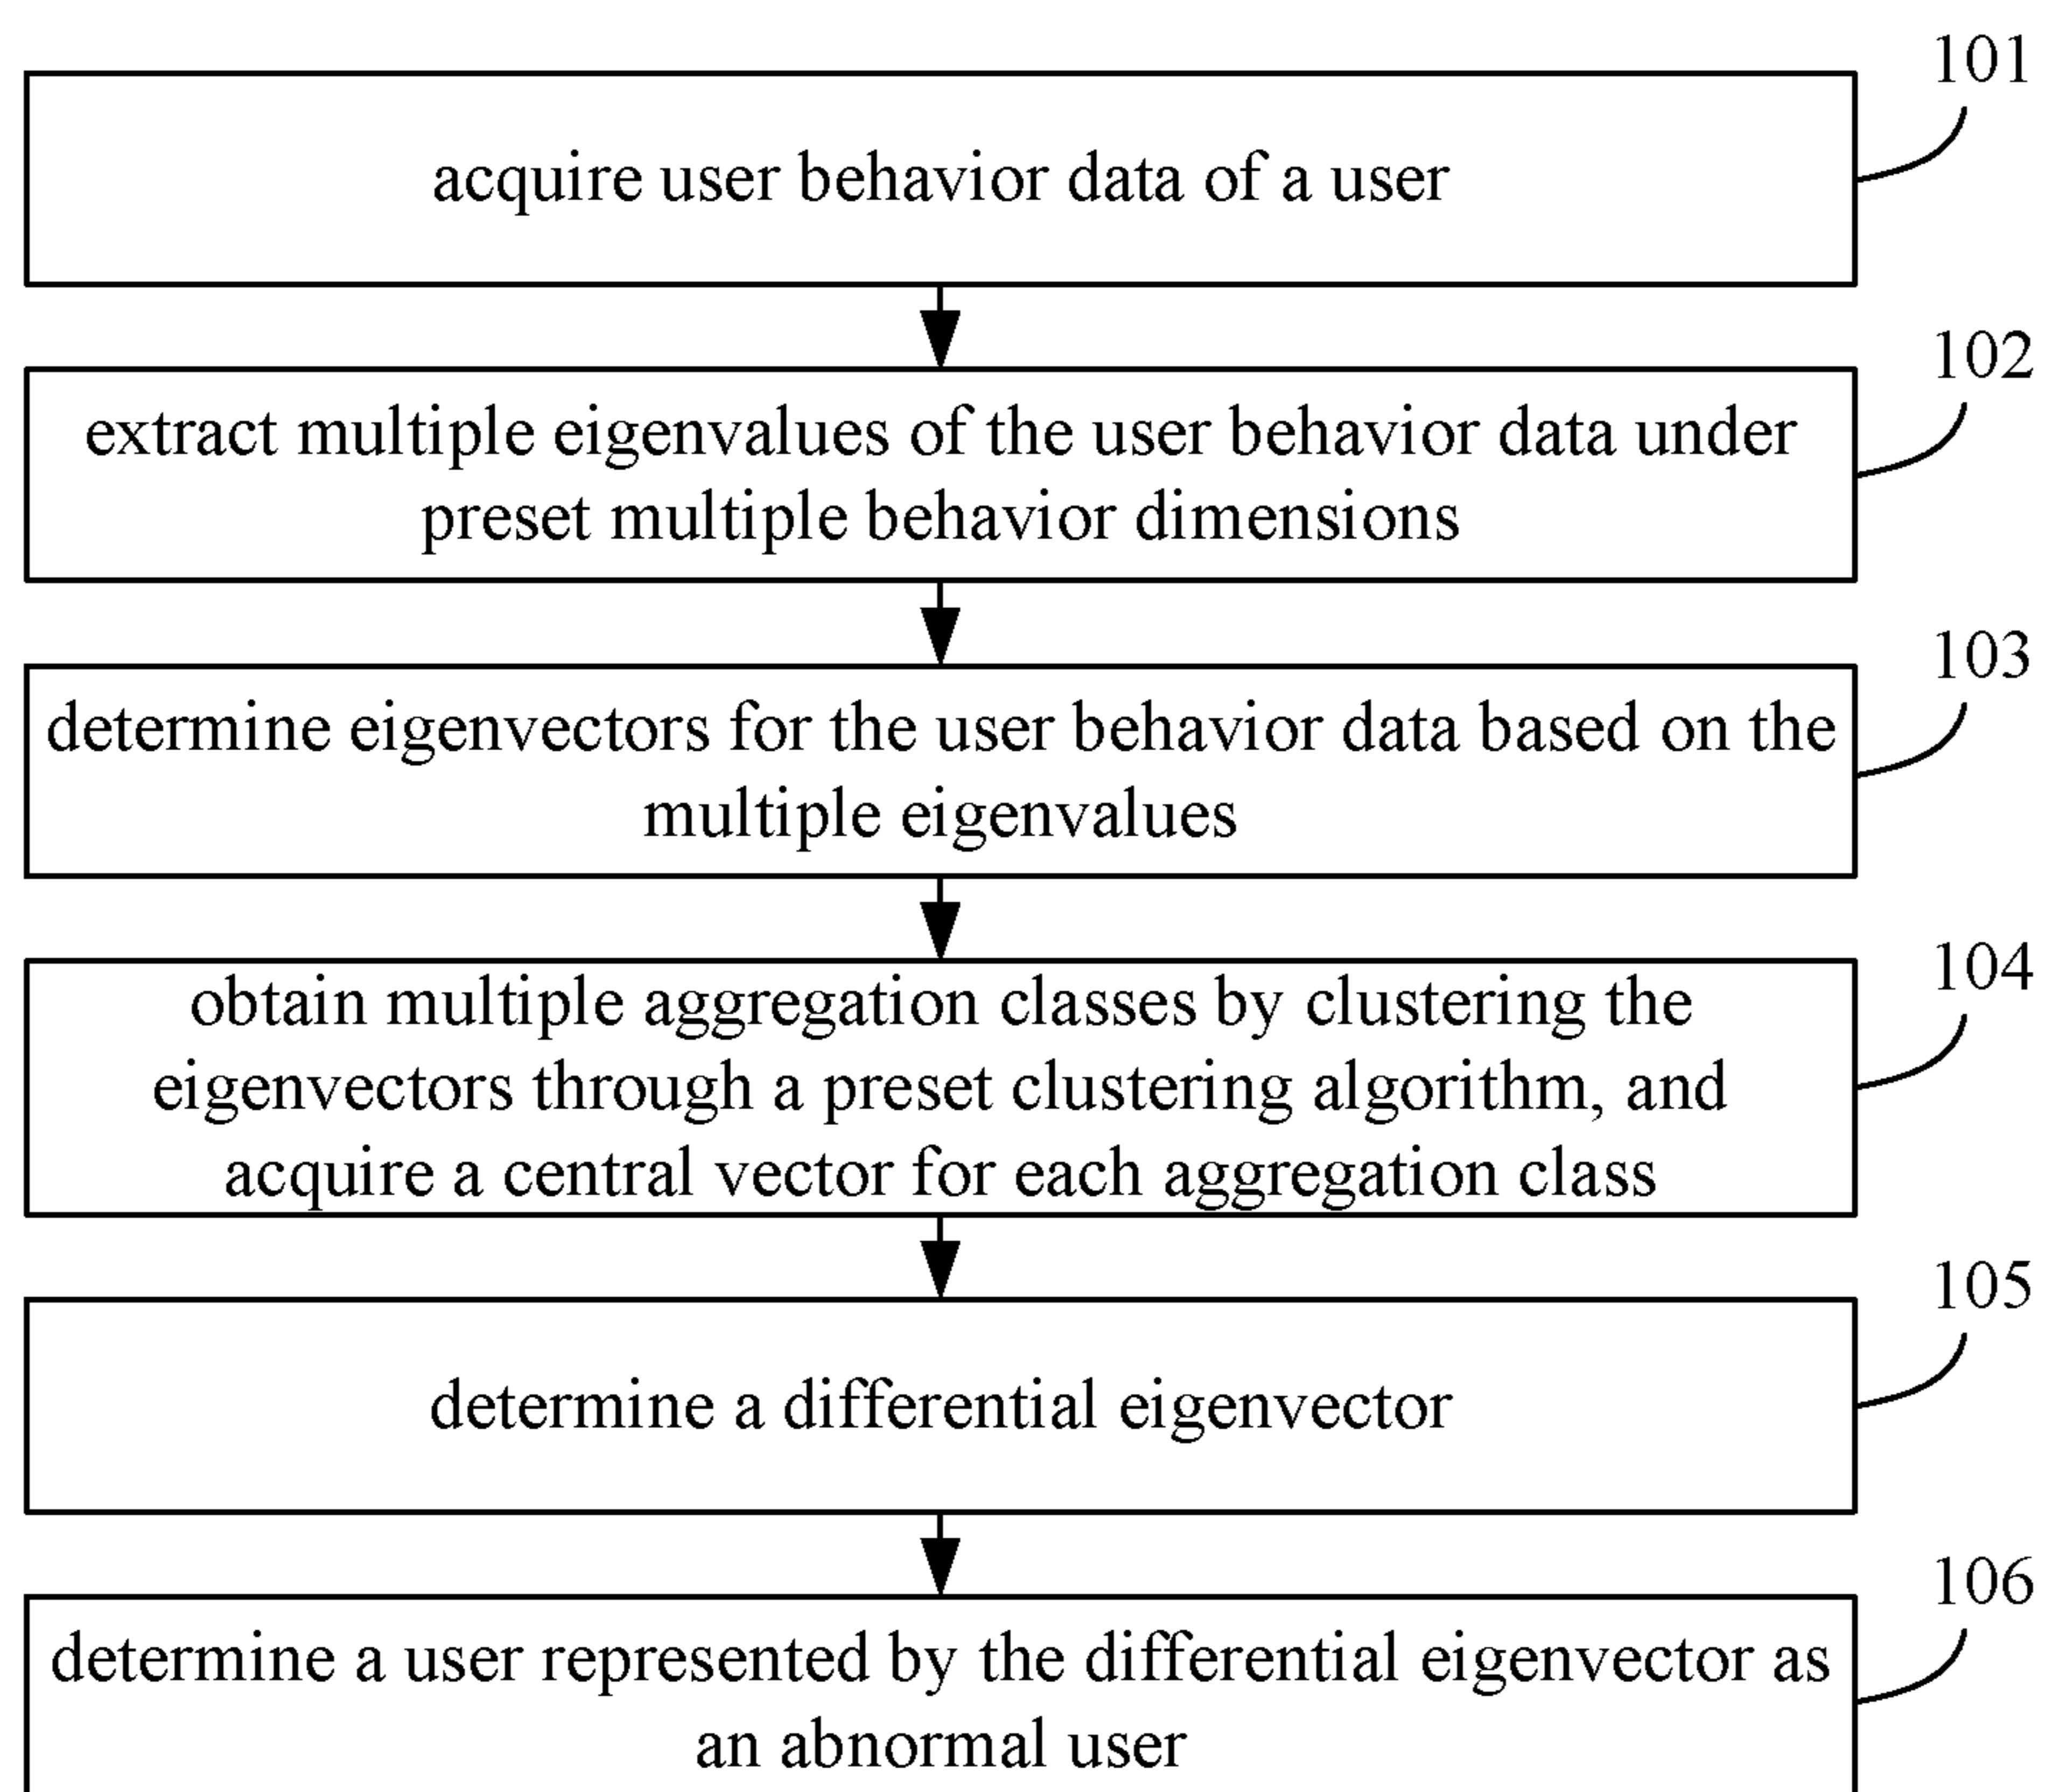 101
acquire user behavior data of a user
102
extract multiple eigenvalues of the user behavior data under
preset multiple behavior dimensions
103
determine eigenvectors for the user behavior data based on the
multiple eigenvalues
104
obtain multiple aggregation classes by clustering the
eigenvectors through a preset clustering algorithm, and
acquire a central vector for each aggregation class
105
determine a differential eigenvector
106
determine a user represented by the differential eigenvector as
an abnormal user